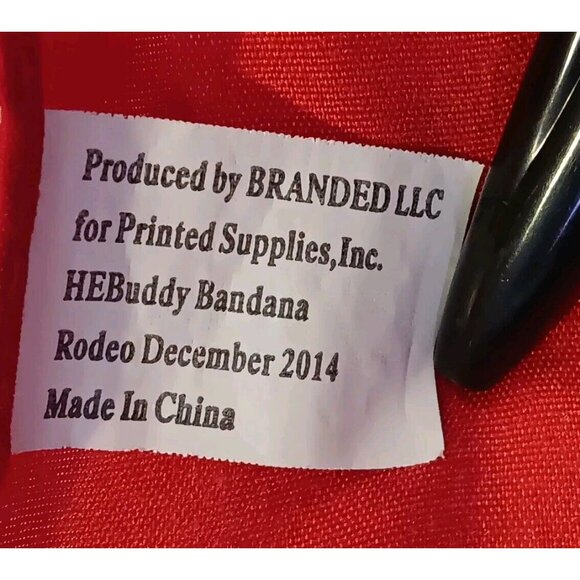 Produced by BRANDED LLC
for Printed Supplies,Inc.
HEBuddy Bandana
Rodeo December 2014
Made In China